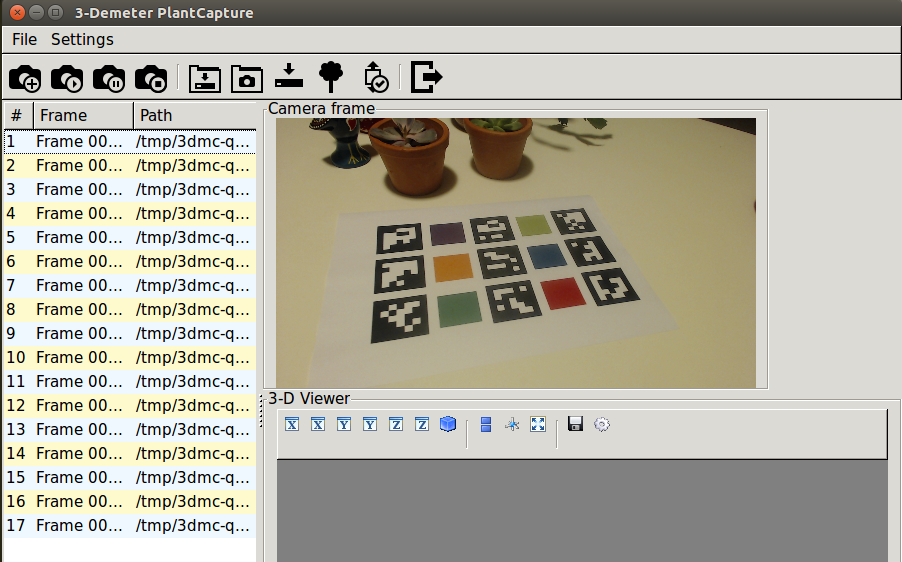 3-Demeter PlantCapture
File Settings
# Frame Path
1 Frame 00... /tmp/3dmc-q...
2 Frame 00... /tmp/3dmc-q...
3 Frame 00... /tmp/3dmc-q...
4 Frame 00... /tmp/3dmc-q...
5 Frame 00... /tmp/3dmc-q...
6 Frame 00... /tmp/3dmc-q...
7 Frame 00... /tmp/3dmc-q...
8 Frame 00... /tmp/3dmc-q...
9 Frame 00... /tmp/3dmc-q...
10 Frame 00... /tmp/3dmc-q...
11 Frame 00... /tmp/3dmc-q...
12 Frame 00... /tmp/3dmc-q...
13 Frame 00... /tmp/3dmc-q...
14 Frame 00... /tmp/3dmc-q...
15 Frame 00... /tmp/3dmc-q...
16 Frame 00... /tmp/3dmc-q...
17 Frame 00... /tmp/3dmc-q...
Camera frame
3-D Viewer
X X Y Y Z Z